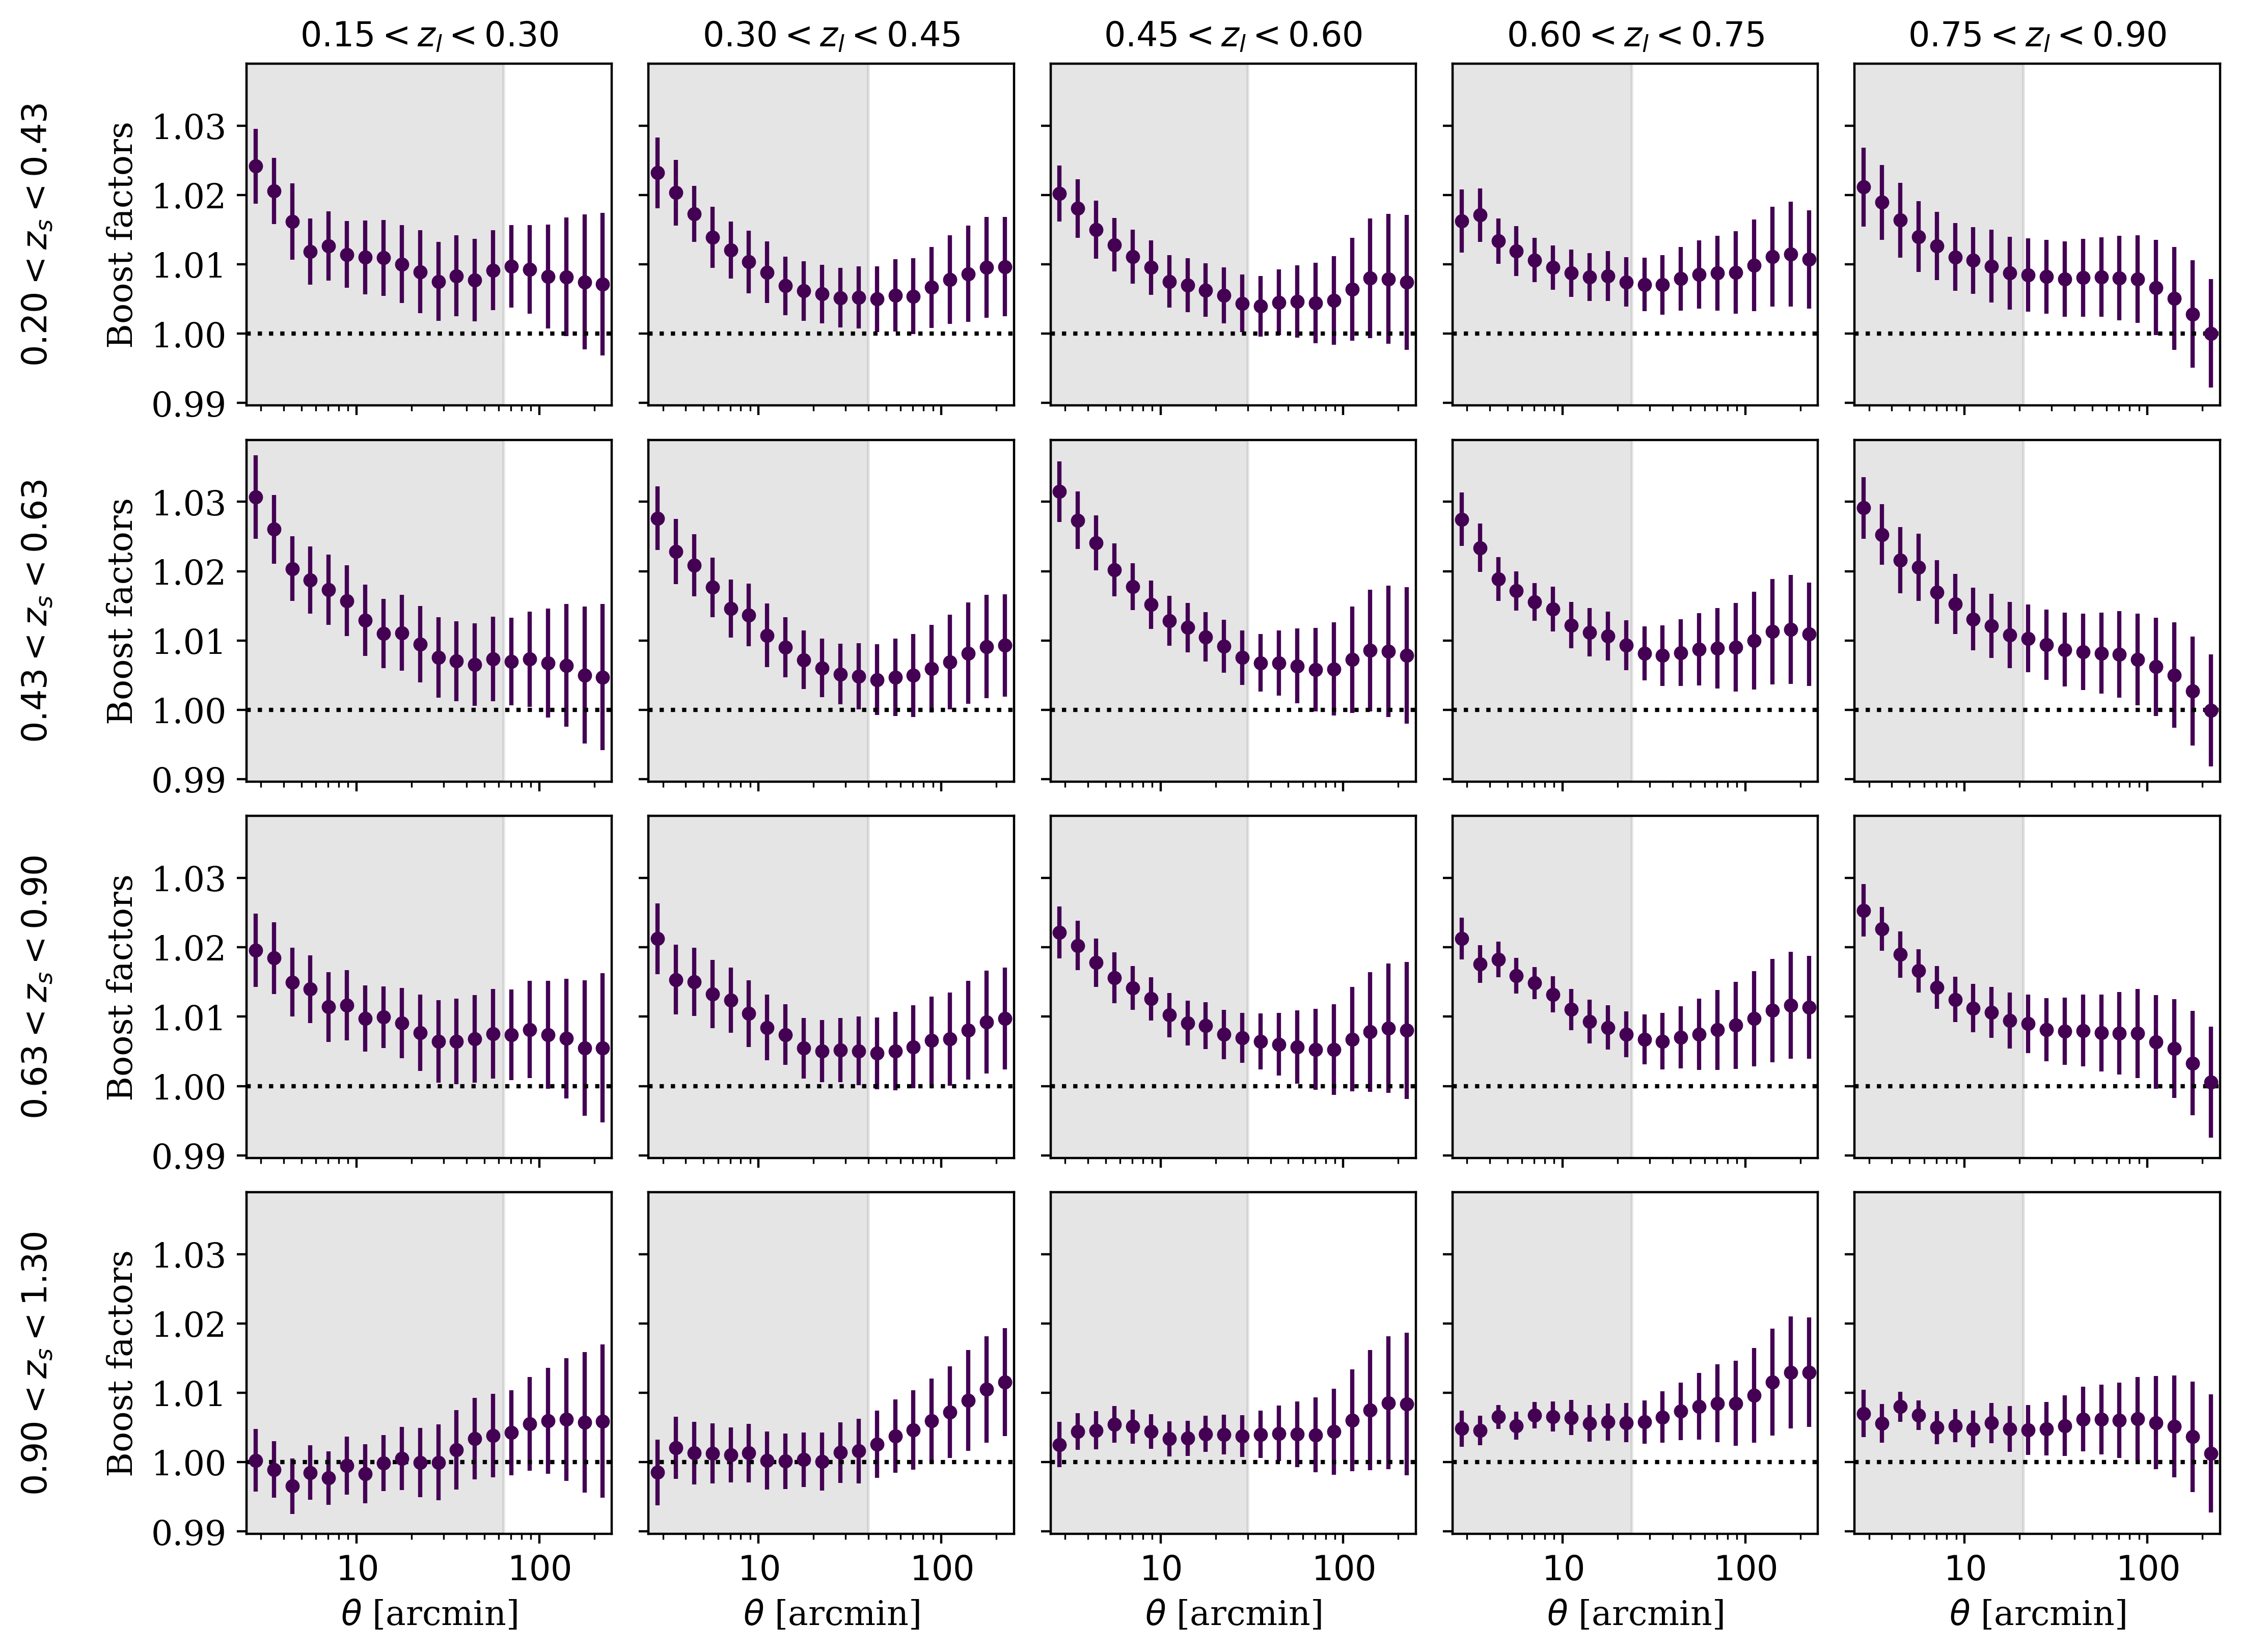 0.15 < z_l < 0.30 0.30 < z_l < 0.45 0.45 < z_l < 0.60 0.60 < z_l < 0.75 0.75 < z_l < 0.90
0.20 < z_s < 0.43
Boost factors
1.03
1.02
1.01
1.00
0.99
0.43 < z_s < 0.63
Boost factors
1.03
1.02
1.01
1.00
0.99
0.63 < z_s < 0.90
Boost factors
1.03
1.02
1.01
1.00
0.99
0.90 < z_s < 1.30
Boost factors
1.03
1.02
1.01
1.00
0.99
10 100 10 100 10 100 10 100 10 100
θ [arcmin] θ [arcmin] θ [arcmin] θ [arcmin] θ [arcmin]